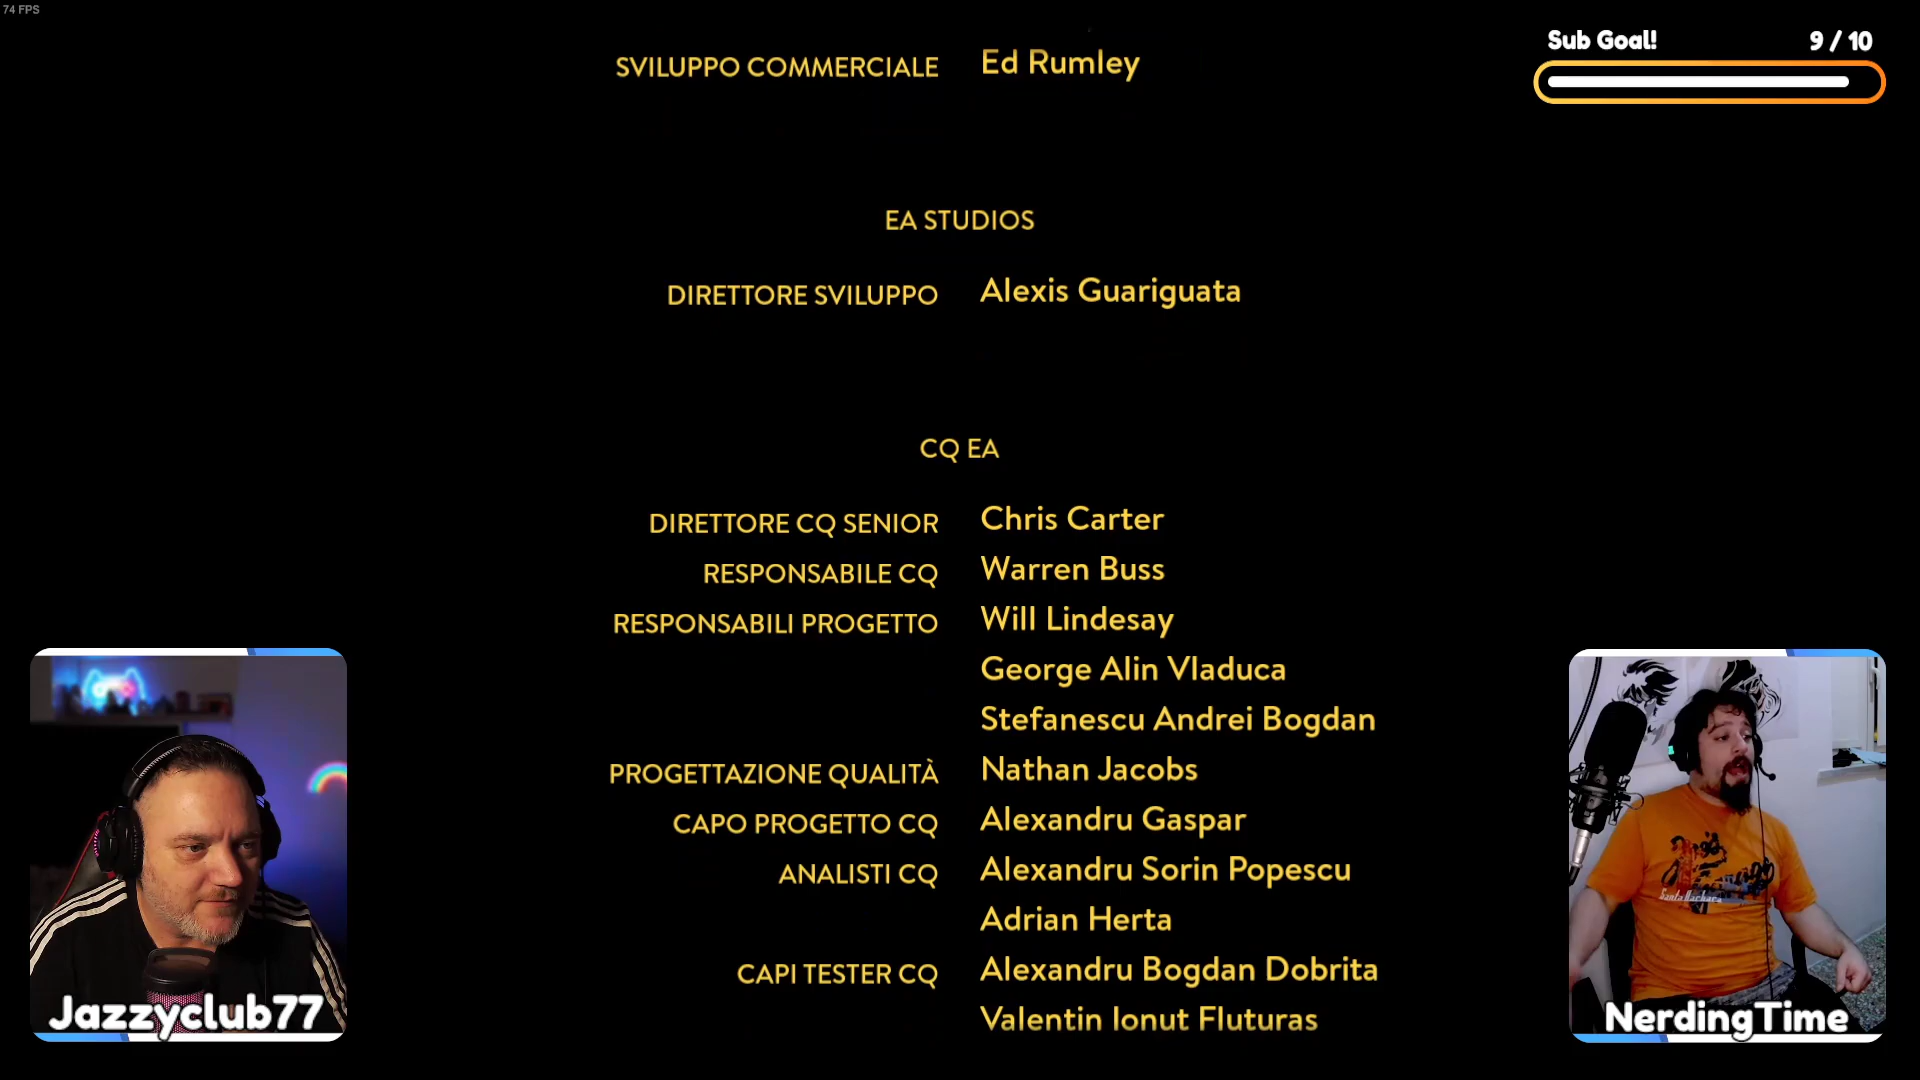 74 FPS
Sub Goal! 9 / 10
SVILUPPO COMMERCIALE Ed Rumley
EA STUDIOS
DIRETTORE SVILUPPO Alexis Guariguata
CQ EA
DIRETTORE CQ SENIOR Chris Carter
RESPONSABILE CQ Warren Buss
RESPONSABILI PROGETTO Will Lindesay
George Alin Vladuca
Stefanescu Andrei Bogdan
PROGETTAZIONE QUALITÀ Nathan Jacobs
CAPO PROGETTO CQ Alexandru Gaspar
ANALISTI CQ Alexandru Sorin Popescu
Adrian Herta
CAPI TESTER CQ Alexandru Bogdan Dobrita
Valentin Ionut Fluturas
Jazzyclub77
NerdingTime